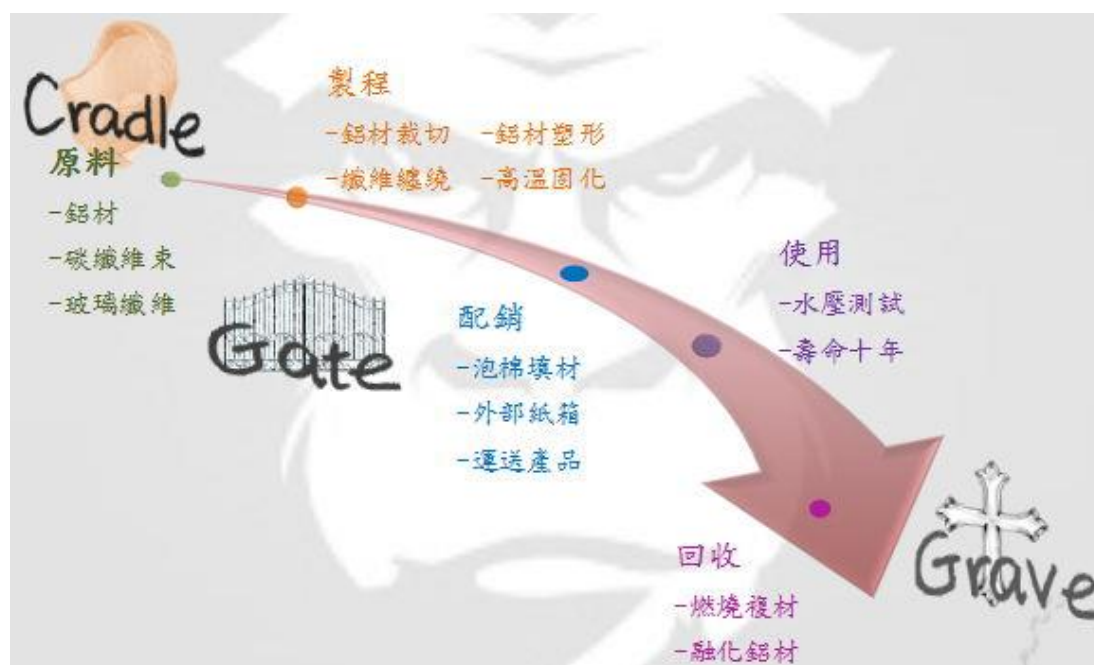 Cradle
原料
-鋁材
-碳纖維束
-玻璃纖維
製程
-鋁材裁切 -鋁材塑形
-纖維纏繞 -高溫固化
Gate
配銷
-泡棉填材
-外部紙箱
-運送產品
使用
-水壓測試
-壽命十年
回收
-燃燒複材
-融化鋁材
Grave